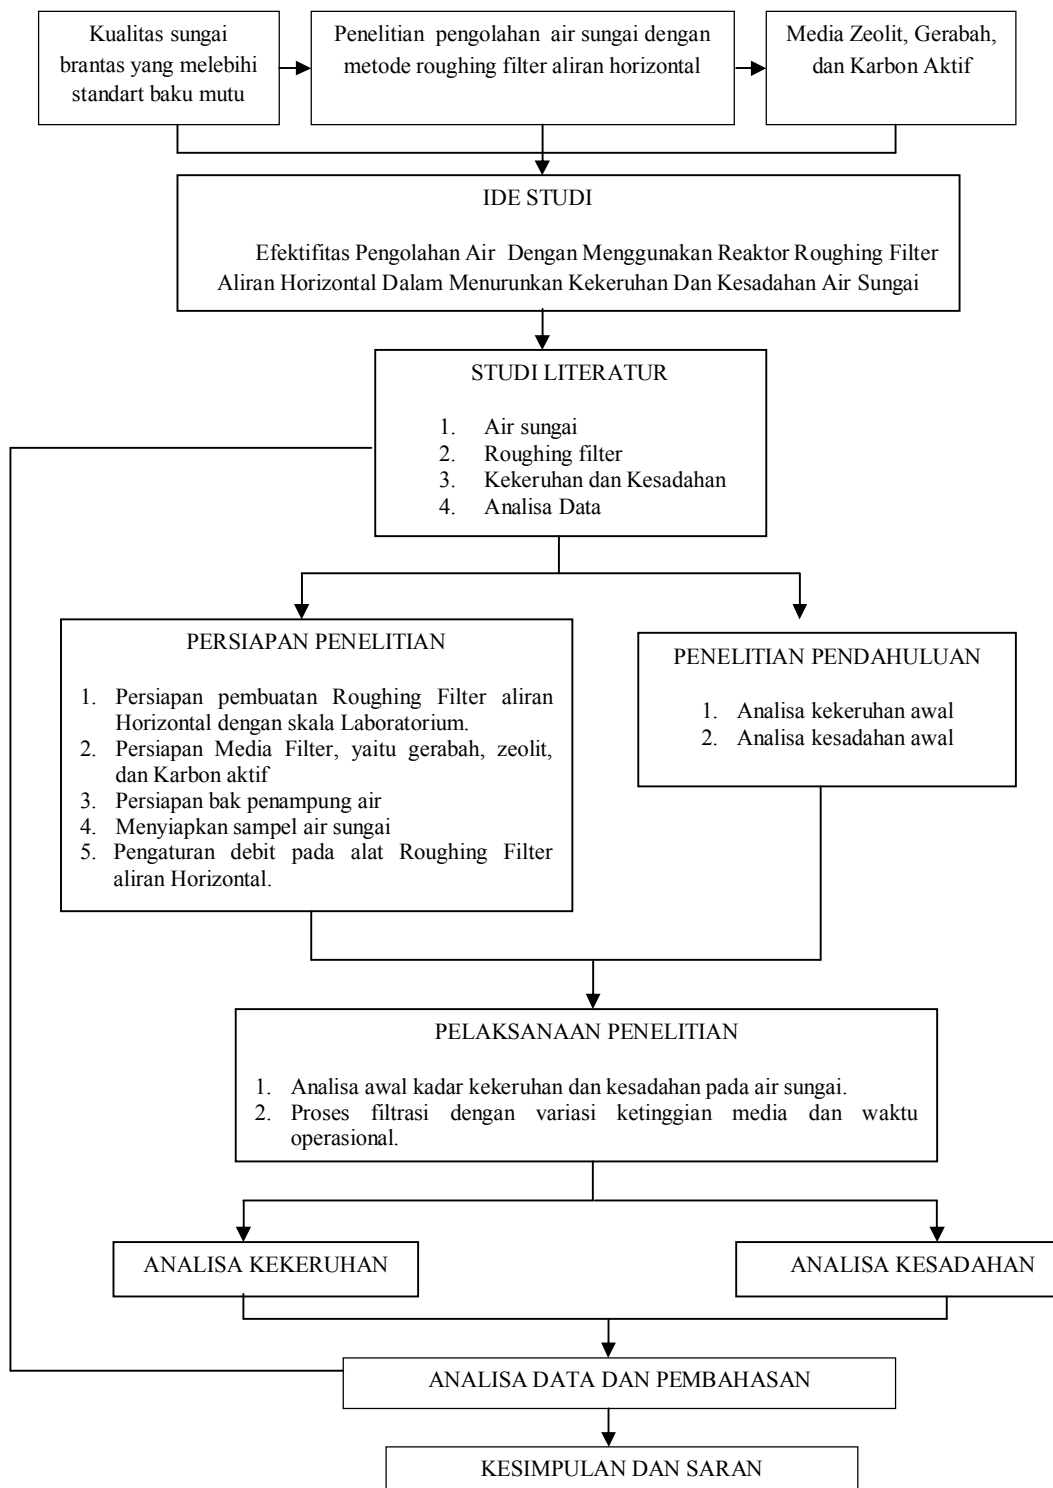 Kualitas sungai
brantas yang melebihi
standart baku mutu
Penelitian pengolahan air sungai dengan
metode roughing filter aliran horizontal
Media Zeolit, Gerabah,
dan Karbon Aktif
IDE STUDI
Efektifitas Pengolahan Air Dengan Menggunakan Reaktor Roughing Filter
Aliran Horizontal Dalam Menurunkan Kekeruhan Dan Kesadahan Air Sungai
STUDI LITERATUR
1. Air sungai
2. Roughing filter
3. Kekeruhan dan Kesadahan
4. Analisa Data
PERSIAPAN PENELITIAN
1. Persiapan pembuatan Roughing Filter aliran
Horizontal dengan skala Laboratorium.
2. Persiapan Media Filter, yaitu gerabah, zeolit,
dan Karbon aktif
3. Persiapan bak penampung air
4. Menyiapkan sampel air sungai
5. Pengaturan debit pada alat Roughing Filter
aliran Horizontal.
PENELITIAN PENDAHULUAN
1. Analisa kekeruhan awal
2. Analisa kesadahan awal
PELAKSANAAN PENELITIAN
1. Analisa awal kadar kekeruhan dan kesadahan pada air sungai.
2. Proses filtrasi dengan variasi ketinggian media dan waktu
operasional.
ANALISA KEKERUHAN
ANALISA KESADAHAN
ANALISA DATA DAN PEMBAHASAN
KESIMPULAN DAN SARAN